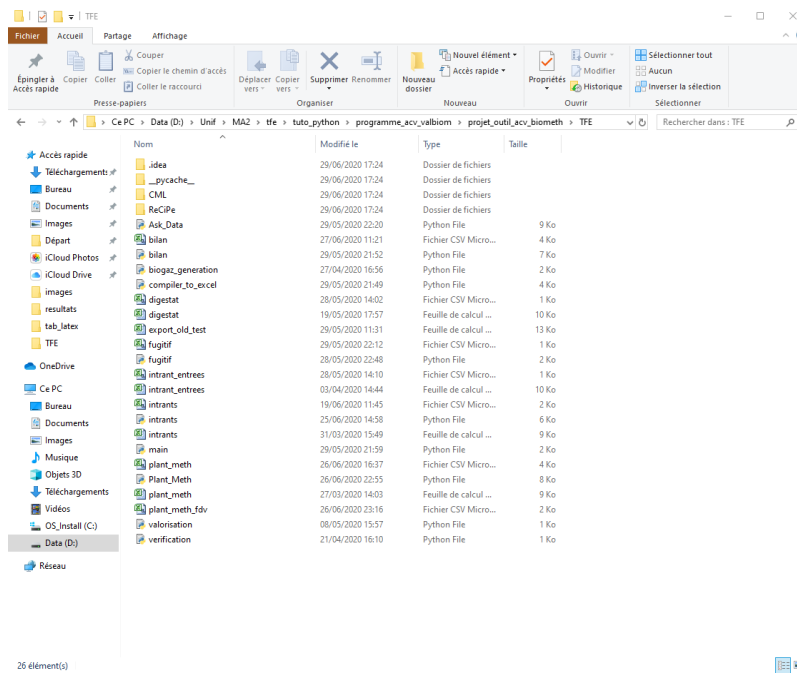 TFE
Fichier Accueil Partage Affichage
Épingler à Accès rapide
Copier
Coller
Couper
Copier le chemin d'accès
Coller le raccourci
Presse-papiers
Déplacer vers
Copier vers
Supprimer
Renommer
Organiser
Nouveau dossier
Nouvel élément
Accès rapide
Nouveau
Propriétés
Ouvrir
Modifier
Historique
Ouvrir
Sélectionner tout
Aucun
Inverser la sélection
Sélectionner
Ce PC > Data (D:) > Unif > MA2 > tfe > tuto_python > programme_acv_valbiom > projet_outil_acv_biometh > TFE
Rechercher dans : TFE
Accès rapide
Téléchargement:
Bureau
Documents
Images
Départ
iCloud Photos
iCloud Drive
images
resultats
tab_latex
TFE
OneDrive
Ce PC
Bureau
Documents
Images
Musique
Objets 3D
Téléchargements
Vidéos
OS_Install (C:)
Data (D:)
Réseau
Nom Modifié le Type Taille
.idea 29/06/2020 17:24 Dossier de fichiers
__pycache__ 29/06/2020 17:24 Dossier de fichiers
CML 29/06/2020 17:24 Dossier de fichiers
ReCiPe 29/06/2020 17:24 Dossier de fichiers
Ask_Data 29/05/2020 22:20 Python File 9 Ko
bilan 27/06/2020 11:21 Fichier CSV Micro... 4 Ko
bilan 29/05/2020 21:52 Python File 7 Ko
biogaz_generation 27/04/2020 16:56 Python File 2 Ko
compiler_to_excel 29/05/2020 21:49 Python File 4 Ko
digestat 28/05/2020 14:02 Fichier CSV Micro... 1 Ko
digestat 19/05/2020 17:57 Feuille de calcul ... 10 Ko
export_old_test 29/05/2020 11:31 Feuille de calcul ... 13 Ko
fugitif 29/05/2020 22:12 Fichier CSV Micro... 1 Ko
fugitif 28/05/2020 22:48 Python File 2 Ko
intrant_entrees 28/05/2020 14:10 Fichier CSV Micro... 1 Ko
intrant_entrees 03/04/2020 14:44 Feuille de calcul ... 10 Ko
intrants 19/06/2020 11:45 Fichier CSV Micro... 2 Ko
intrants 25/06/2020 14:58 Python File 6 Ko
intrants 31/03/2020 15:49 Feuille de calcul ... 9 Ko
main 29/05/2020 21:59 Python File 2 Ko
plant_meth 26/06/2020 16:37 Fichier CSV Micro... 4 Ko
Plant_Meth 26/06/2020 22:55 Python File 8 Ko
plant_meth 27/03/2020 14:03 Feuille de calcul ... 9 Ko
plant_meth_fdv 26/06/2020 23:16 Fichier CSV Micro... 2 Ko
valorisation 08/05/2020 15:57 Python File 1 Ko
verification 21/04/2020 16:10 Python File 1 Ko
26 élément(s)